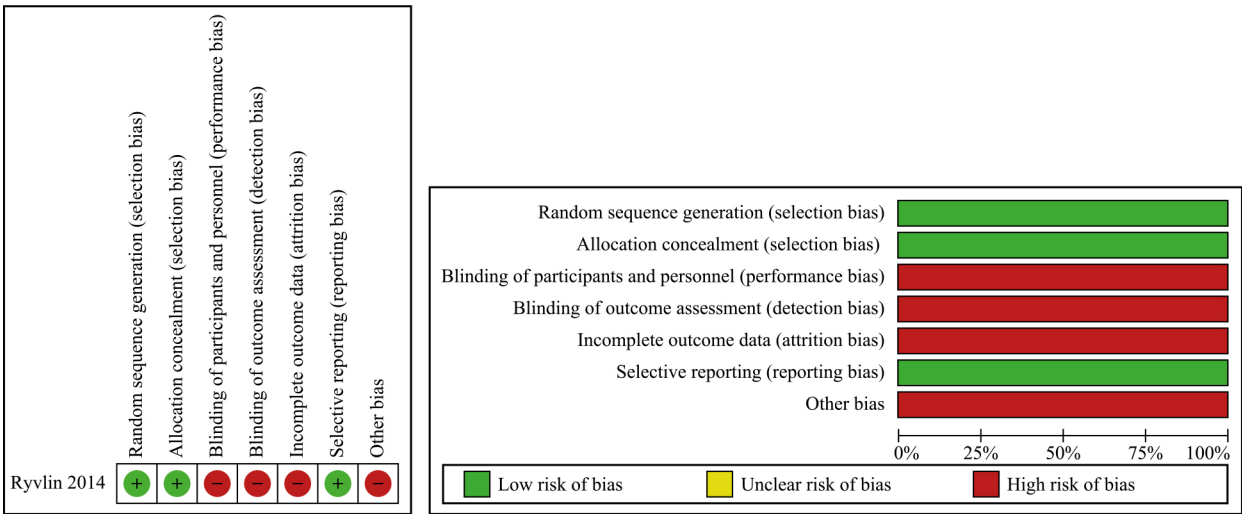 Random sequence generation (selection bias)
Allocation concealment (selection bias)
Blinding of participants and personnel (performance bias)
Blinding of outcome assessment (detection bias)
Incomplete outcome data (attrition bias)
Selective reporting (reporting bias)
Other bias
Ryvlin 2014 + + − − − + −
Random sequence generation (selection bias)
Allocation concealment (selection bias)
Blinding of participants and personnel (performance bias)
Blinding of outcome assessment (detection bias)
Incomplete outcome data (attrition bias)
Selective reporting (reporting bias)
Other bias
0% 25% 50% 75% 100%
Low risk of bias Unclear risk of bias High risk of bias